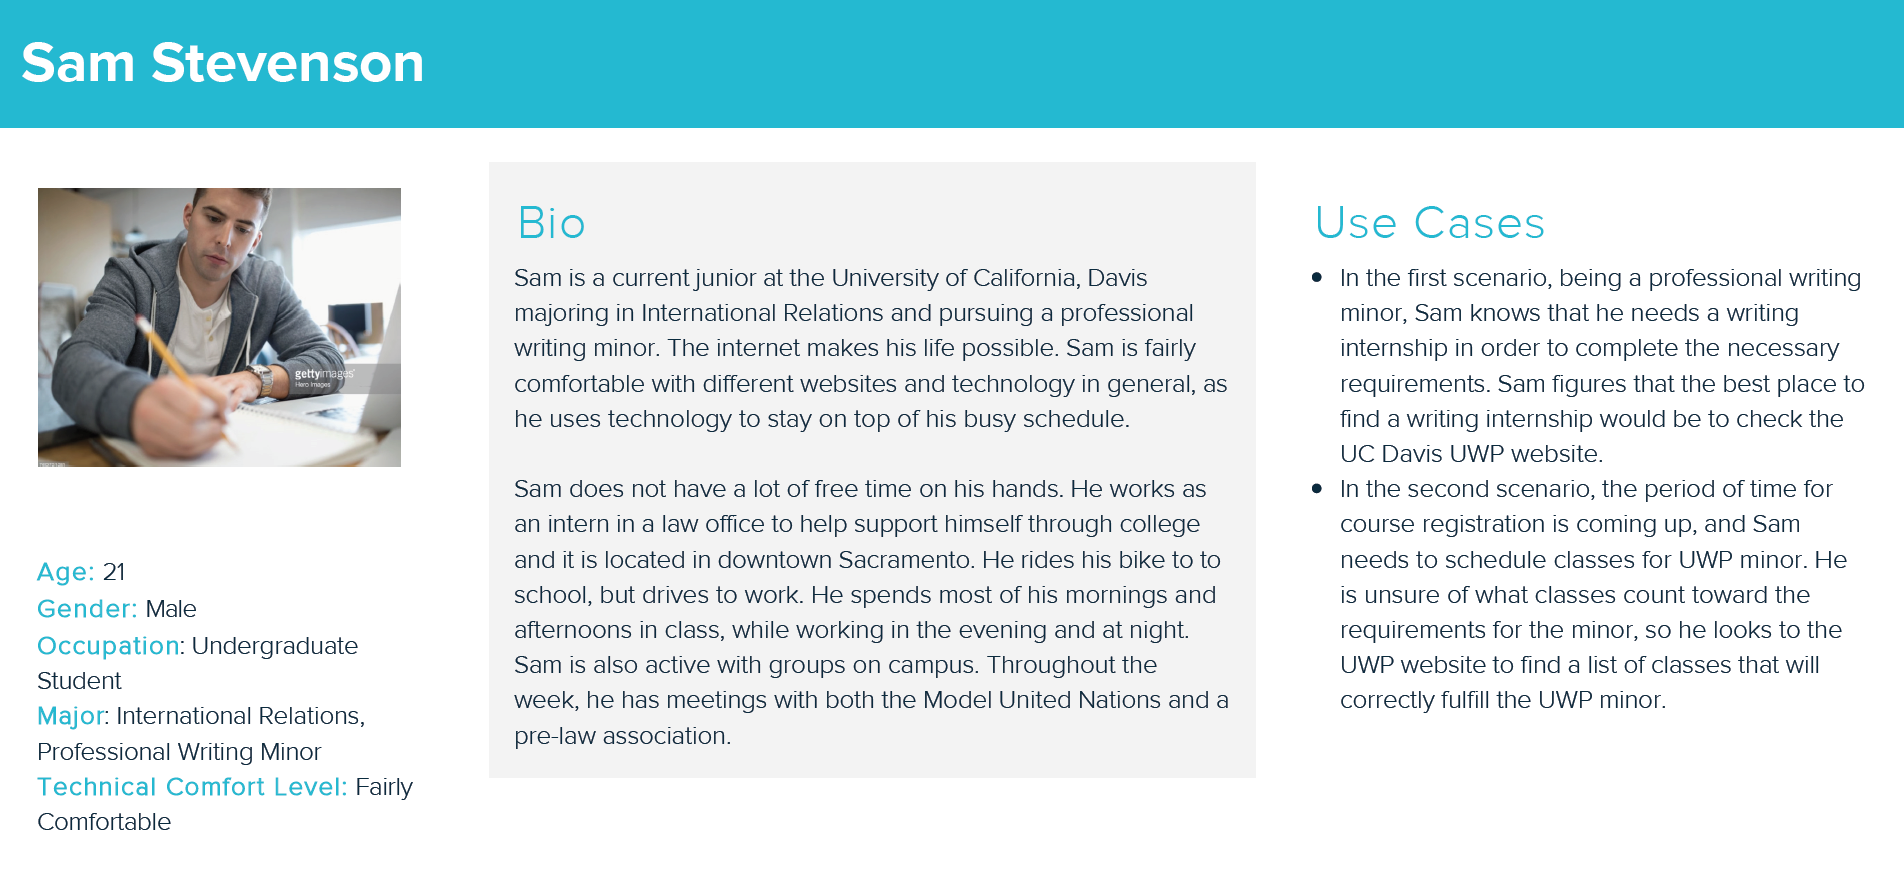 Sam Stevenson
gettyimages®
Hero Images
Age: 21
Gender: Male
Occupation: Undergraduate
Student
Major: International Relations,
Professional Writing Minor
Technical Comfort Level: Fairly
Comfortable
Bio
Sam is a current junior at the University of California, Davis
majoring in International Relations and pursuing a professional
writing minor. The internet makes his life possible. Sam is fairly
comfortable with different websites and technology in general, as
he uses technology to stay on top of his busy schedule.
Sam does not have a lot of free time on his hands. He works as
an intern in a law office to help support himself through college
and it is located in downtown Sacramento. He rides his bike to to
school, but drives to work. He spends most of his mornings and
afternoons in class, while working in the evening and at night.
Sam is also active with groups on campus. Throughout the
week, he has meetings with both the Model United Nations and a
pre-law association.
Use Cases
• In the first scenario, being a professional writing
minor, Sam knows that he needs a writing
internship in order to complete the necessary
requirements. Sam figures that the best place to
find a writing internship would be to check the
UC Davis UWP website.
• In the second scenario, the period of time for
course registration is coming up, and Sam
needs to schedule classes for UWP minor. He
is unsure of what classes count toward the
requirements for the minor, so he looks to the
UWP website to find a list of classes that will
correctly fulfill the UWP minor.